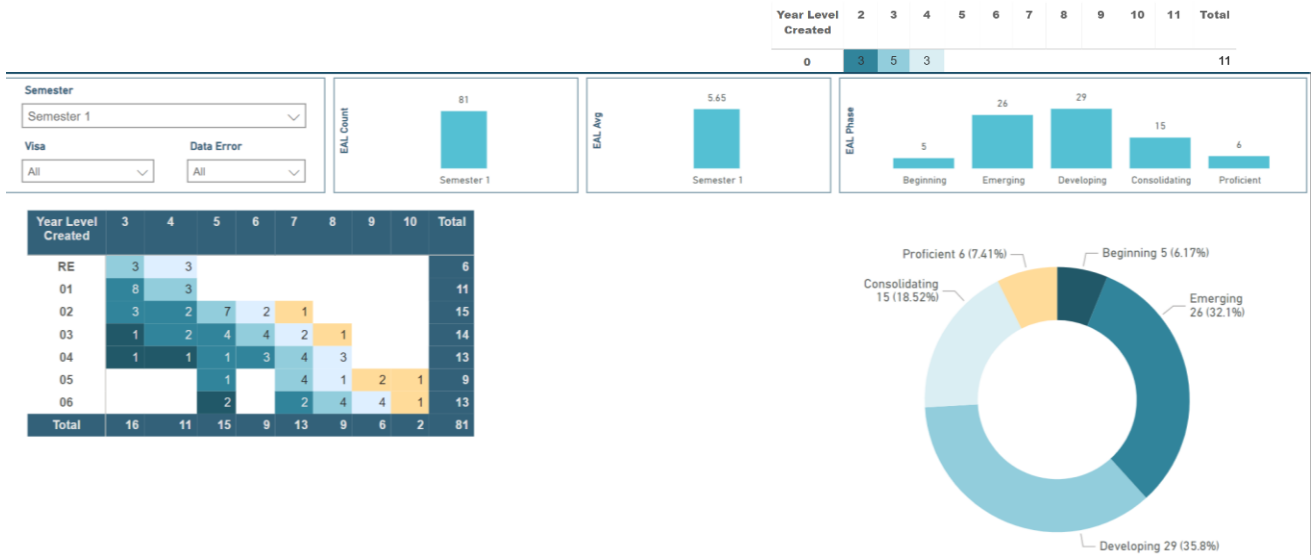 Year Level Created 2 3 4 5 6 7 8 9 10 11 Total
0 3 5 3 11
Semester
Semester 1
Visa Data Error
All All
EAL Count
81
Semester 1
EAL Avg
5.65
Semester 1
EAL Phase
5 26 29 15 6
Beginning Emerging Developing Consolidating Proficient
Year Level Created 3 4 5 6 7 8 9 10 Total
RE 3 3 6
01 8 3 11
02 3 2 7 2 1 15
03 1 2 4 4 2 1 14
04 1 1 1 3 4 3 13
05 1 4 1 2 1 9
06 2 2 4 4 1 13
Total 16 11 15 9 13 9 6 2 81
Proficient 6 (7.41%)
Beginning 5 (6.17%)
Consolidating
15 (18.52%)
Emerging
26 (32.1%)
Developing 29 (35.8%)